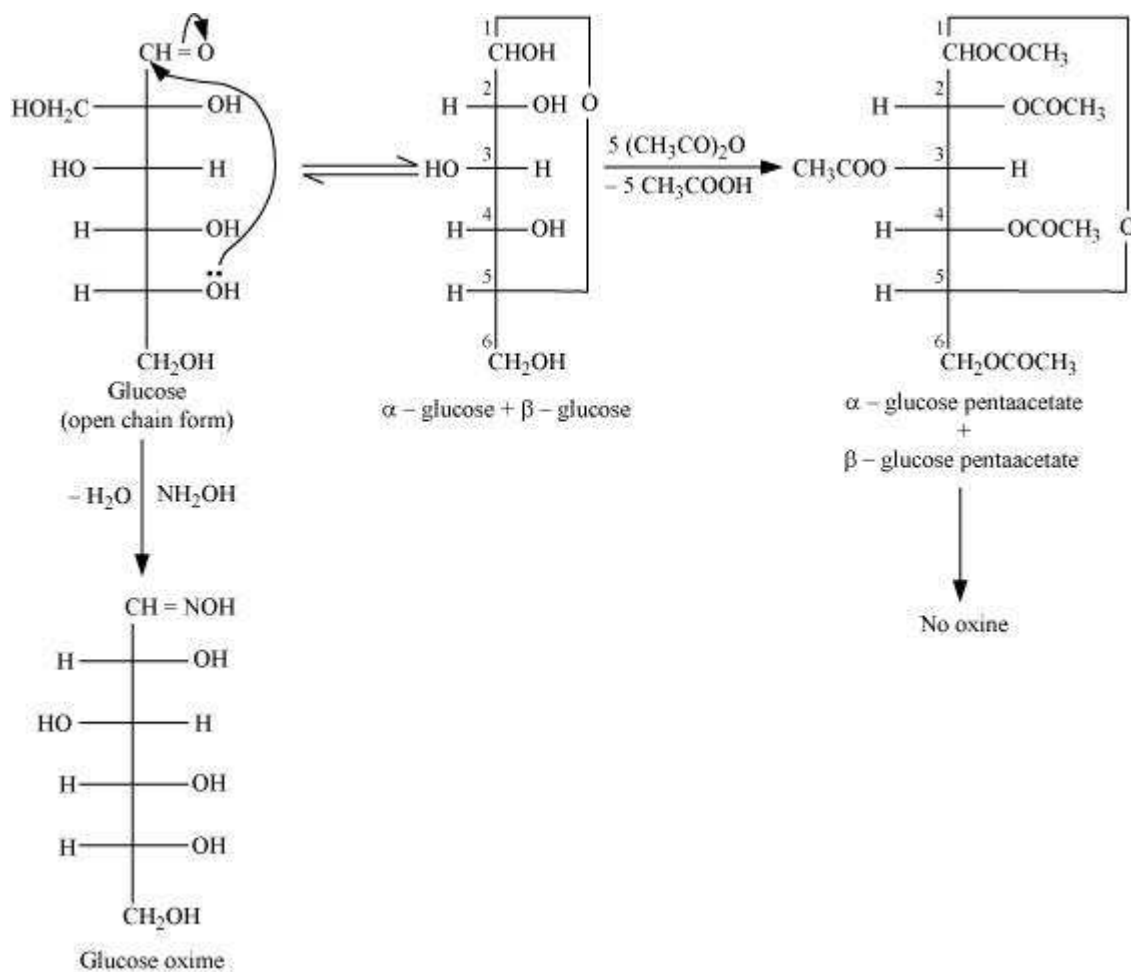 CH = O
HOH₂C OH
HO H
H OH
H OH
CH₂OH
Glucose
(open chain form)
1
CHOH
2
H OH O
3
HO H
4
H OH
5
H
6
CH₂OH
α – glucose + β – glucose
5 (CH₃CO)₂O
– 5 CH₃COOH
1
CHOCOCH₃
2
H OCOCH₃
3
CH₃COO H
4
H OCOCH₃ O
5
H
6
CH₂OCOCH₃
α – glucose pentaacetate
+
β – glucose pentaacetate
No oxine
– H₂O NH₂OH
CH = NOH
H OH
HO H
H OH
H OH
CH₂OH
Glucose oxime